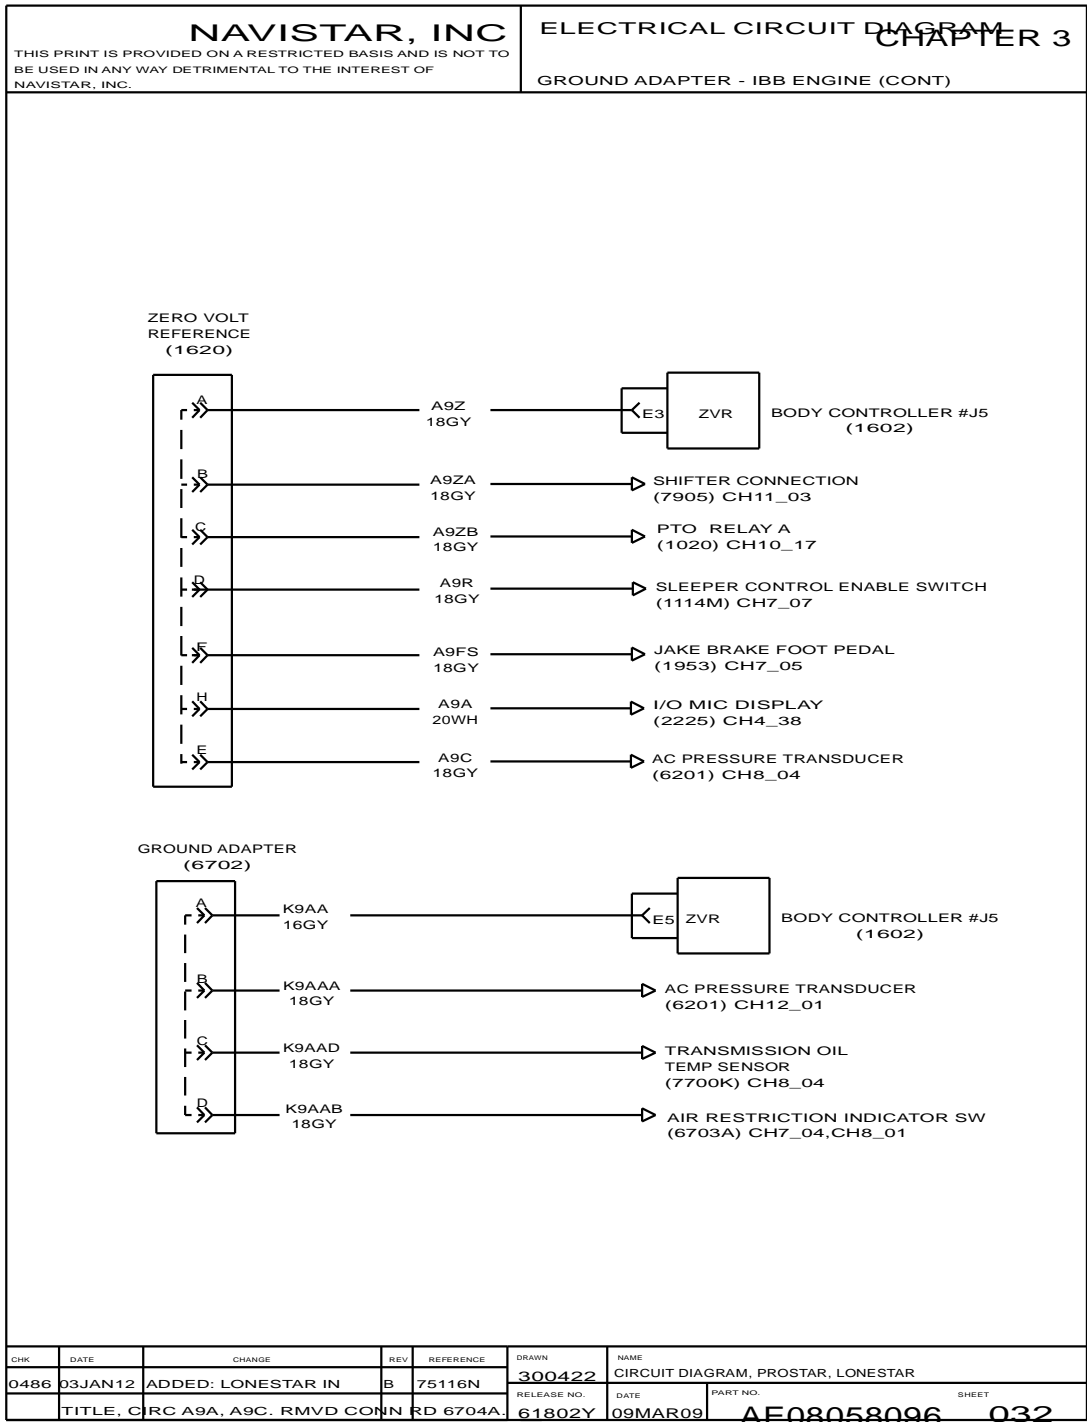 NAVISTAR, INC
THIS PRINT IS PROVIDED ON A RESTRICTED BASIS AND IS NOT TO
BE USED IN ANY WAY DETRIMENTAL TO THE INTEREST OF
NAVISTAR, INC.
ELECTRICAL CIRCUIT DIAGRAM
CHAPTER 3
GROUND ADAPTER - IBB ENGINE (CONT)
ZERO VOLT
REFERENCE
(1620)
A
A9Z
18GY
E3
ZVR
BODY CONTROLLER #J5
(1602)
B
A9ZA
18GY
SHIFTER CONNECTION
(7905) CH11_03
C
A9ZB
18GY
PTO RELAY A
(1020) CH10_17
D
A9R
18GY
SLEEPER CONTROL ENABLE SWITCH
(1114M) CH7_07
A9FS
18GY
JAKE BRAKE FOOT PEDAL
(1953) CH7_05
H
A9A
20WH
I/O MIC DISPLAY
(2225) CH4_38
E
A9C
18GY
AC PRESSURE TRANSDUCER
(6201) CH8_04
GROUND ADAPTER
(6702)
A
K9AA
16GY
E5
ZVR
BODY CONTROLLER #J5
(1602)
B
K9AAA
18GY
AC PRESSURE TRANSDUCER
(6201) CH12_01
C
K9AAD
18GY
TRANSMISSION OIL
TEMP SENSOR
(7700K) CH8_04
D
K9AAB
18GY
AIR RESTRICTION INDICATOR SW
(6703A) CH7_04,CH8_01
CHK DATE CHANGE REV REFERENCE
0486 03JAN12 ADDED: LONESTAR IN B 75116N
TITLE, CIRC A9A, A9C. RMVD CONN RD 6704A.
DRAWN
300422
NAME
CIRCUIT DIAGRAM, PROSTAR, LONESTAR
RELEASE NO.
61802Y
DATE
09MAR09
PART NO.
AE08058096
SHEET
032